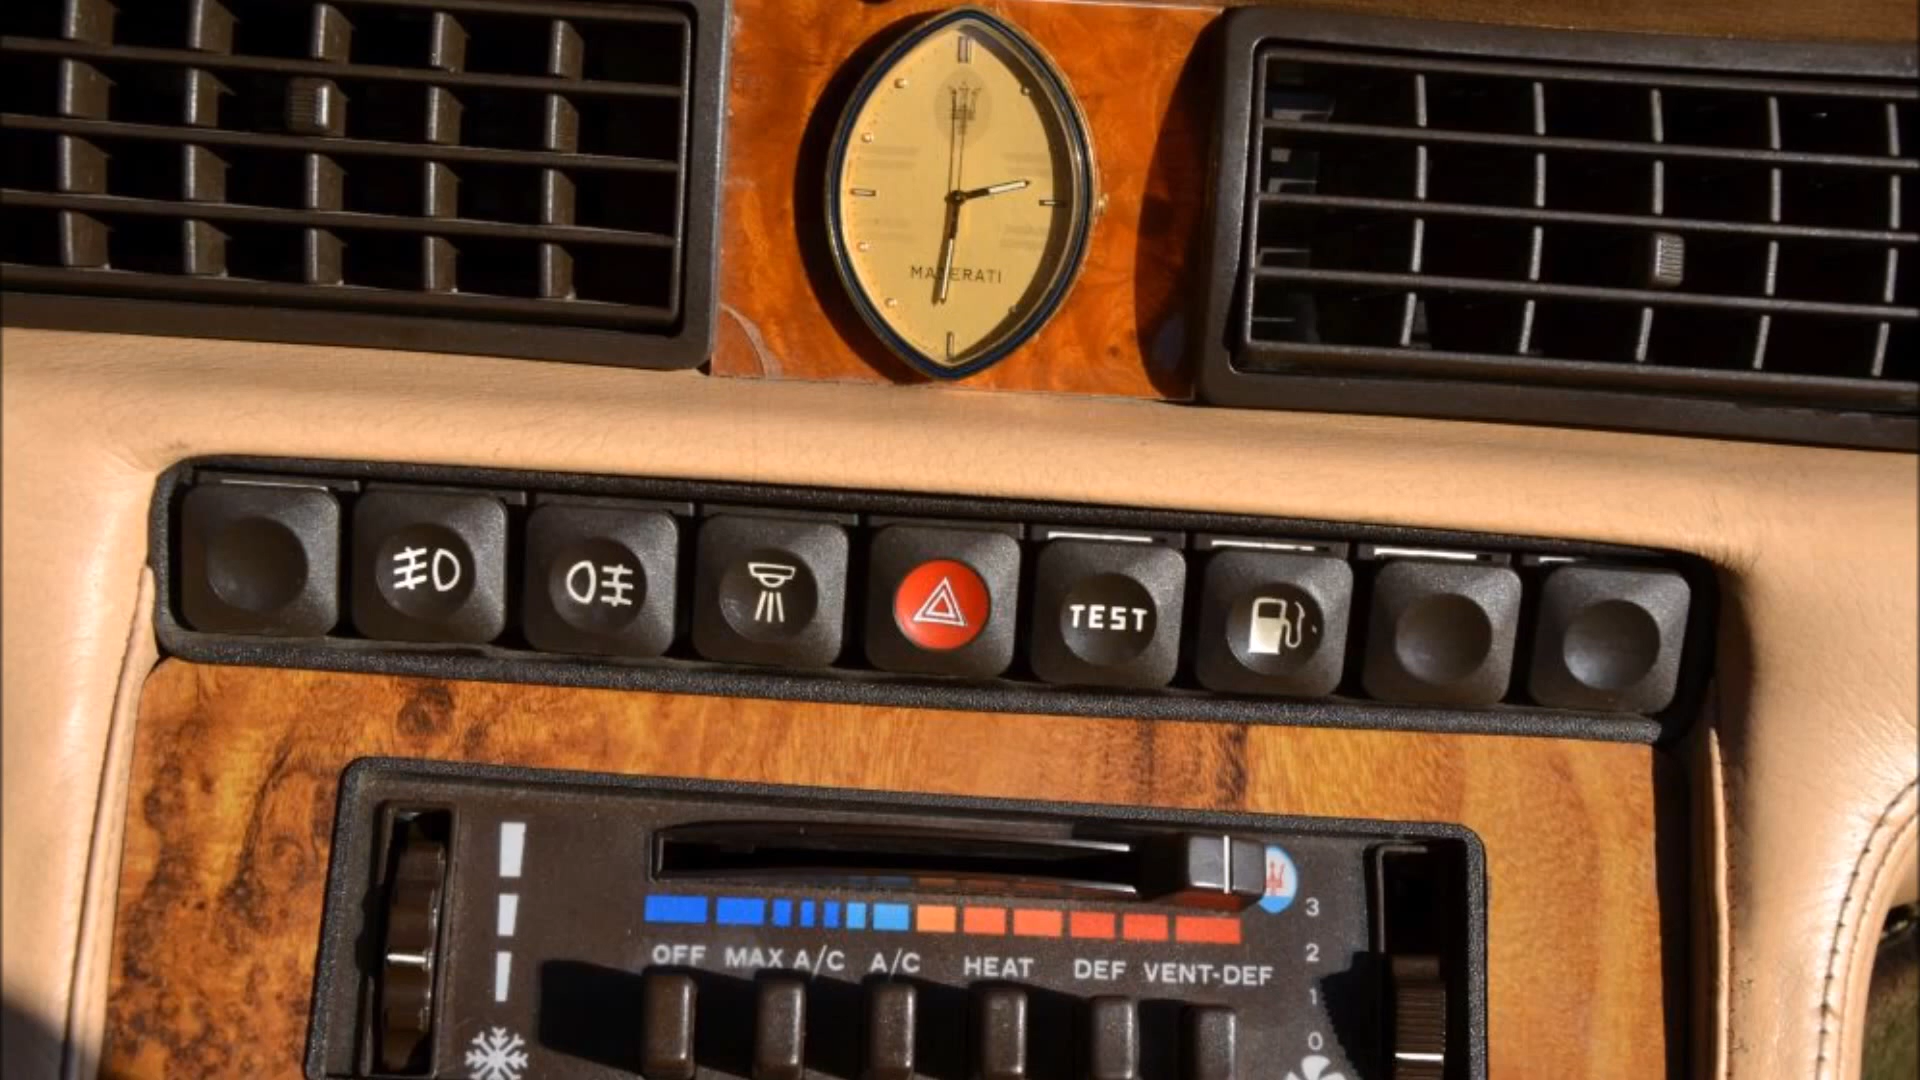 MASERATI
TEST
3
OFF MAX A/C A/C HEAT DEF VENT-DEF
2
1
0